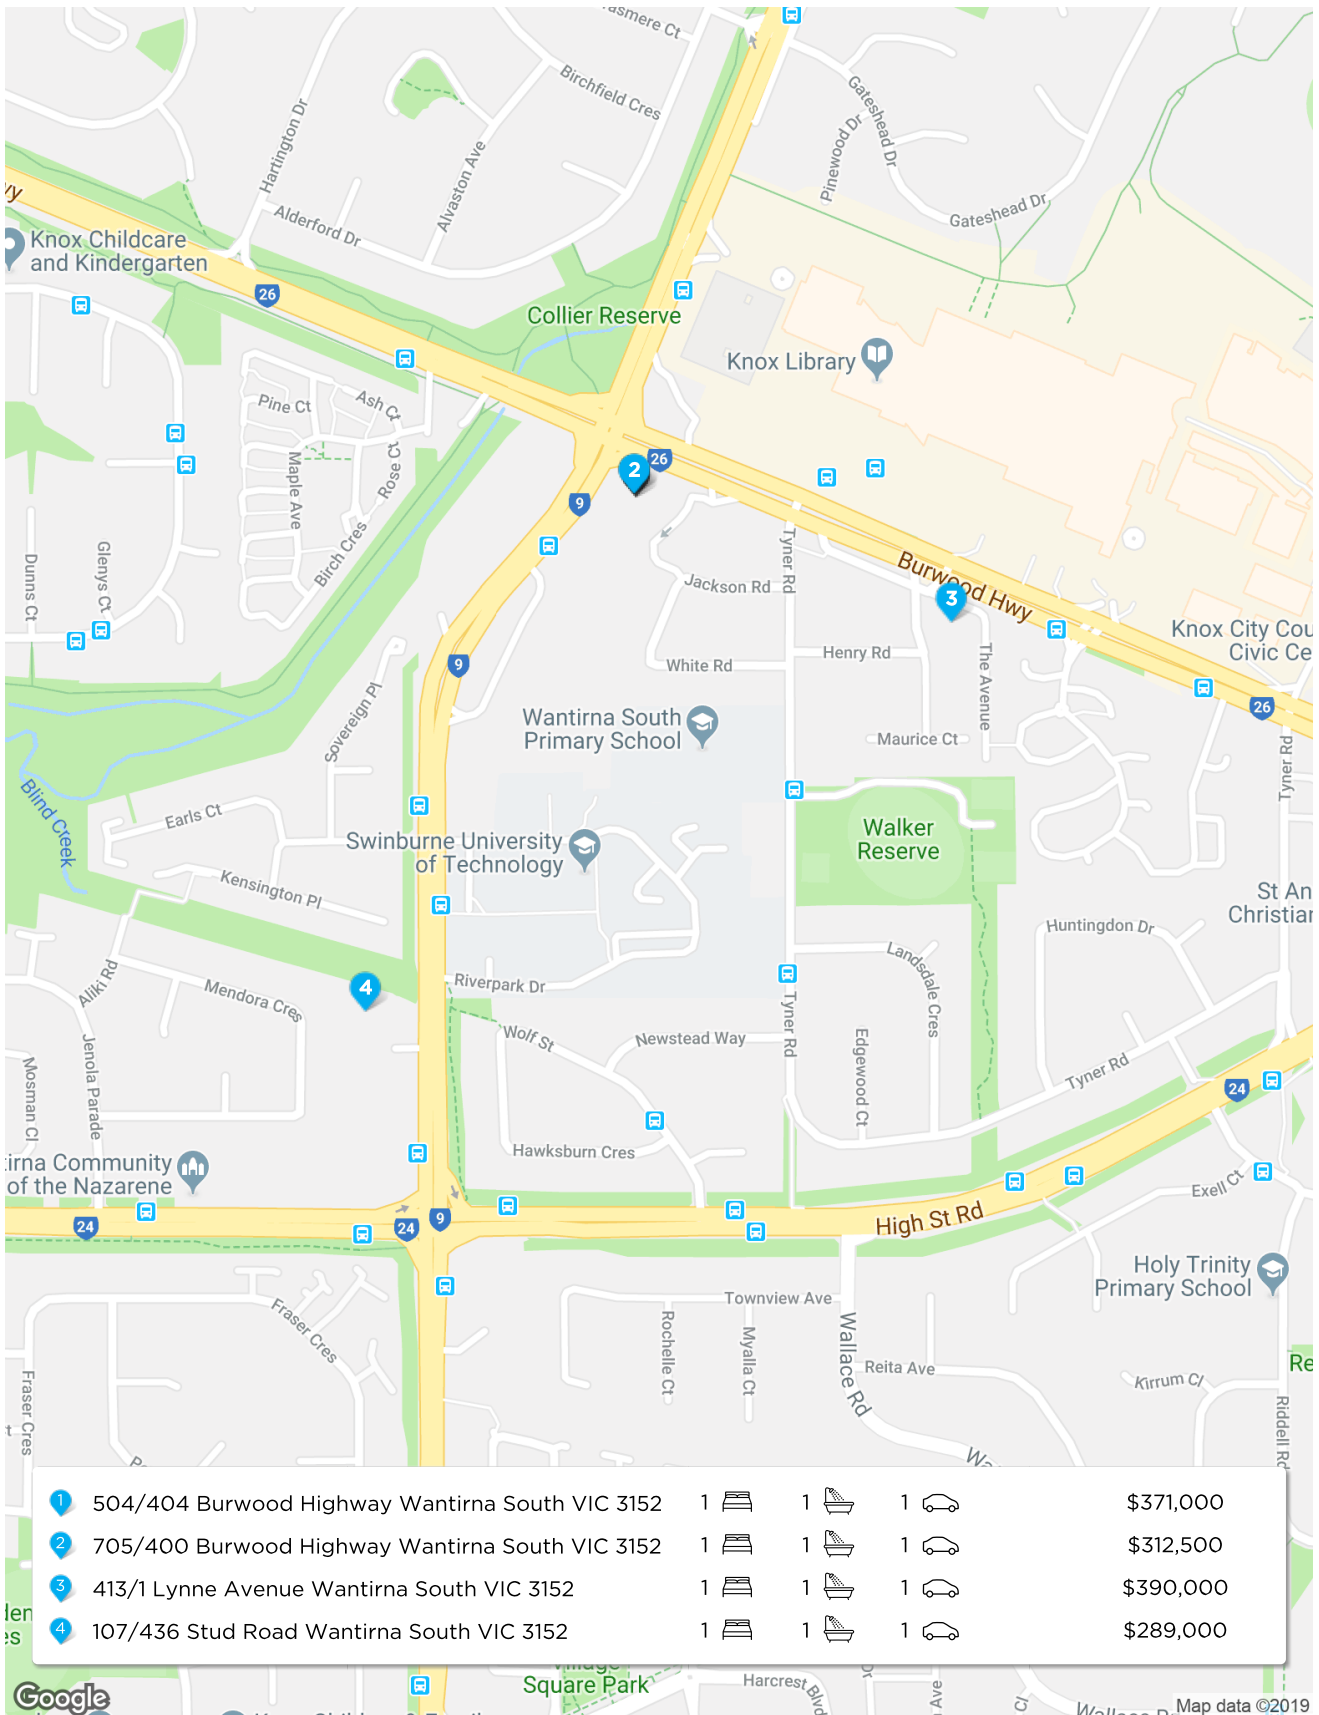 asmere Ct
Birchfield Cres
Gateshead Dr
Hartington Dr
Pinewood Dr
Alvaston Ave
wy
Alderford Dr
Gateshead Dr
Knox Childcare
and Kindergarten
26
Collier Reserve
Knox Library
Pine Ct
Ash Ct
Rose Ct
Maple Ave
Birch Cres
2
26
9
Dunns Ct
Glenys Ct
Tyner Rd
Jackson Rd
Burwood Hwy
3
Knox City Cou
Civic Ce
Henry Rd
White Rd
The Avenue
9
26
Sovereign Pl
Wantirna South
Primary School
Maurice Ct
Tyner Rd
Blind Creek
Earls Ct
Swinburne University
of Technology
Walker
Reserve
Kensington Pl
St An
Christian
Huntingdon Dr
Landsdale Cres
Aliki Rd
4
Mendora Cres
Riverpark Dr
Tyner Rd
Wolf St
Newstead Way
Edgewood Ct
Mosman Cl
Jenola Parade
Tyner Rd
24
Hawksburn Cres
tirna Community
of the Nazarene
Exell Ct
24
24
9
High St Rd
Holy Trinity
Primary School
Townview Ave
Fraser Cres
Rochelle Ct
Myalla Ct
Wallace Rd
Reita Ave
Re
Fraser Cres
Kirrum Cl
Riddell Rd
Wa
1 504/404 Burwood Highway Wantirna South VIC 3152 1 1 1 $371,000
2 705/400 Burwood Highway Wantirna South VIC 3152 1 1 1 $312,500
3 413/1 Lynne Avenue Wantirna South VIC 3152 1 1 1 $390,000
4 107/436 Stud Road Wantirna South VIC 3152 1 1 1 $289,000
den
es
Village
Square Park
Harcrest Blvd
Dr
Ave
Cl
Google
Map data ©2019